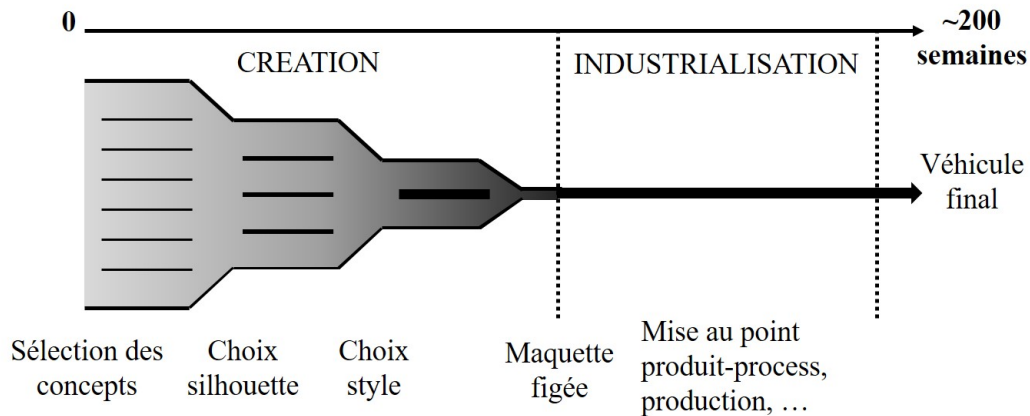 0
~200
semaines
CREATION
INDUSTRIALISATION
Véhicule
final
Sélection des
concepts
Choix
silhouette
Choix
style
Maquette
figée
Mise au point
produit-process,
production, …